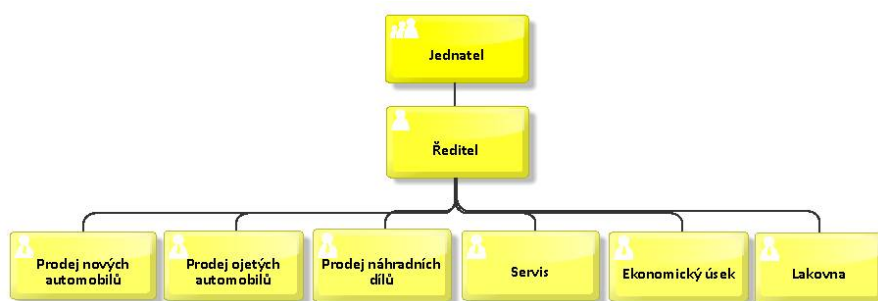 Jednatel
Ředitel
Prodej nových
automobilů
Prodej ojetých
automobilů
Prodej náhradních
dílů
Servis
Ekonomický úsek
Lakovna